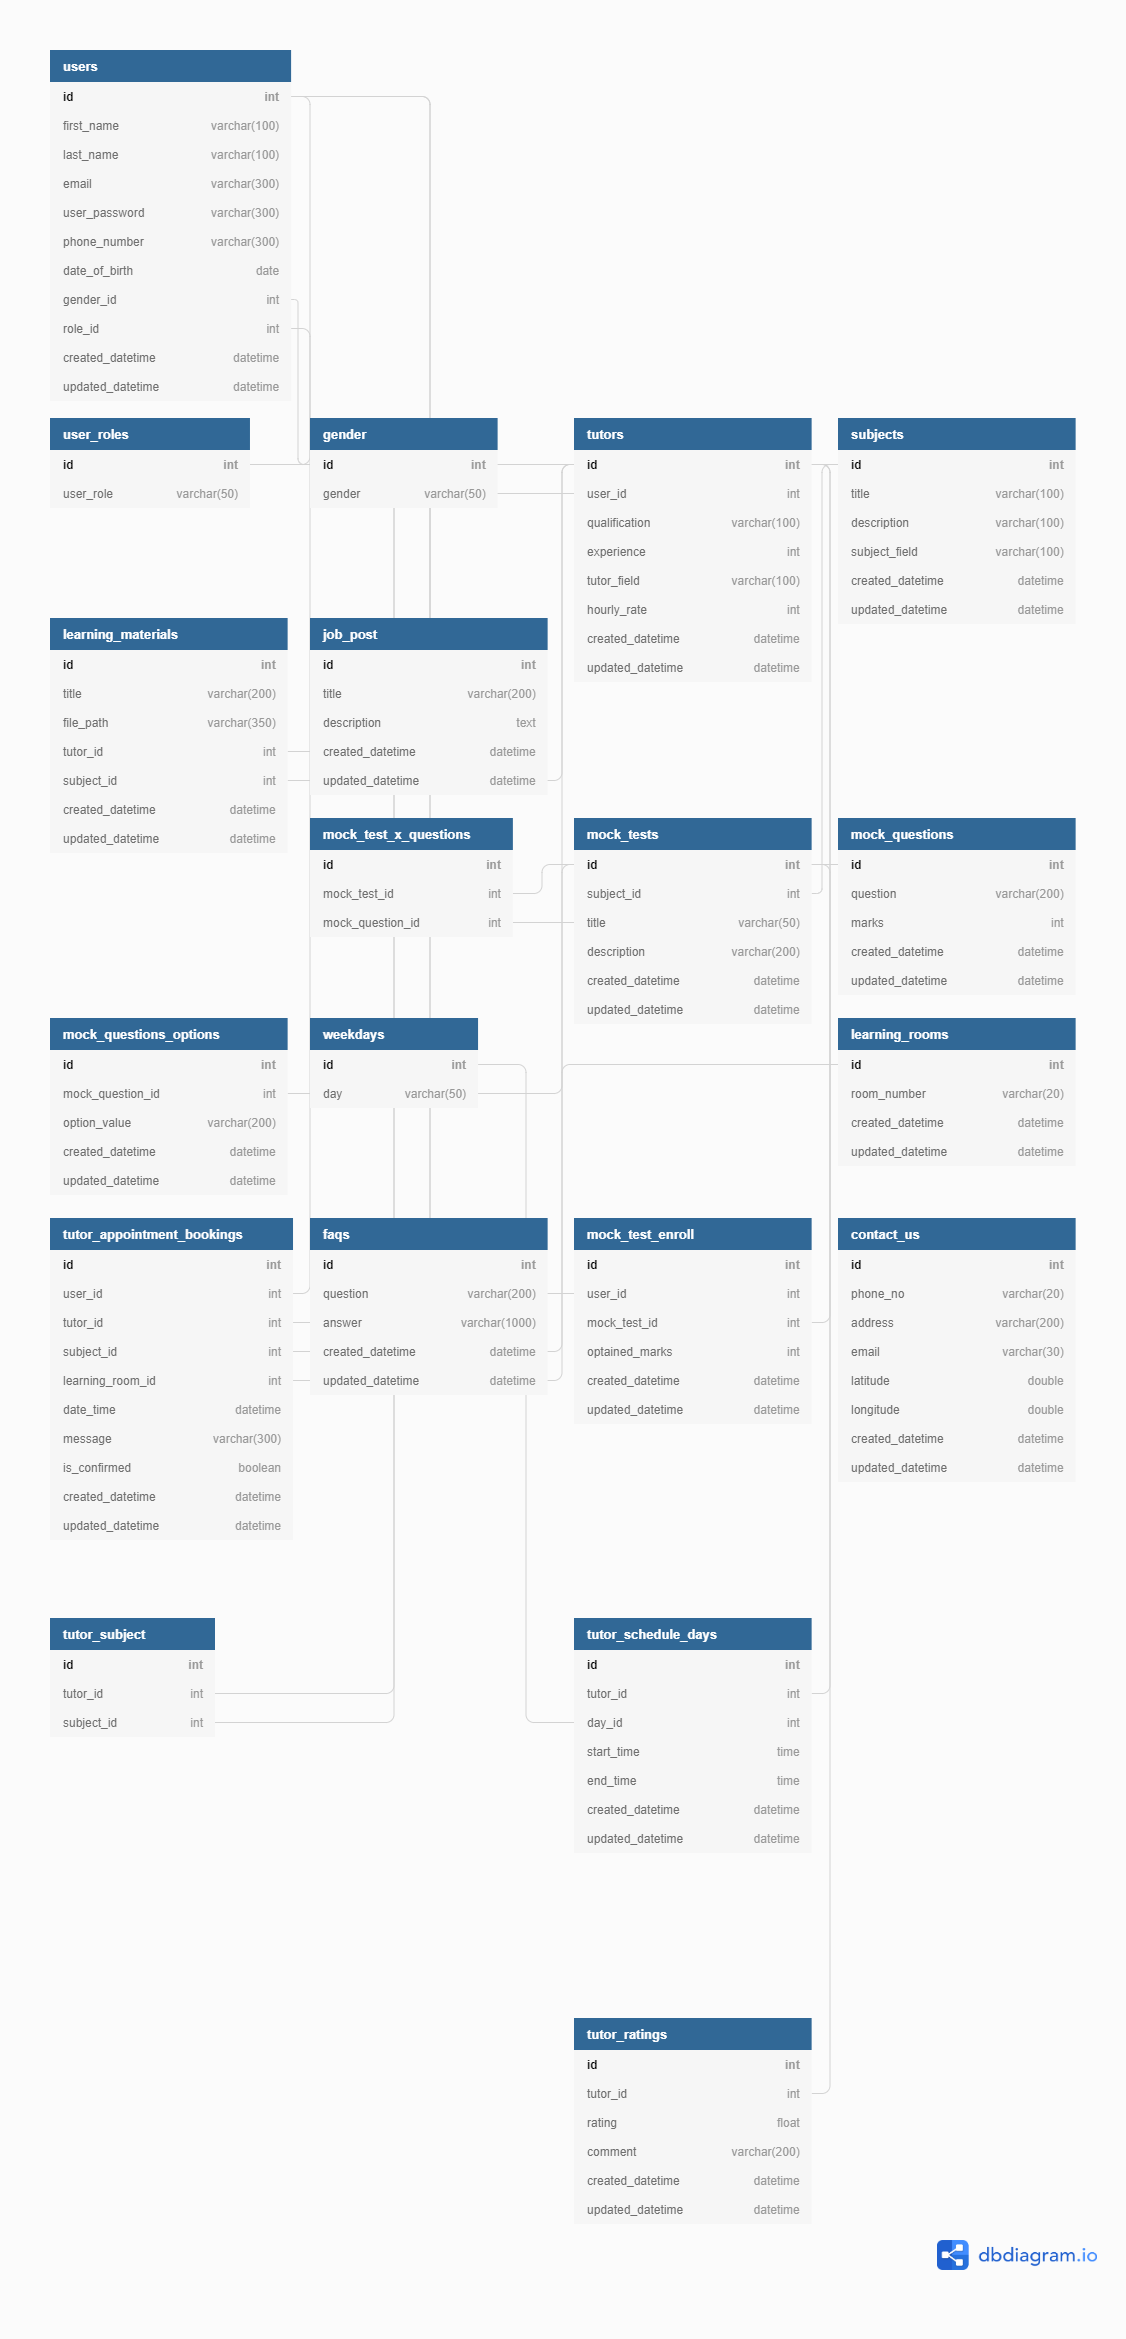 users
id int
first_name varchar(100)
last_name varchar(100)
email varchar(300)
user_password varchar(300)
phone_number varchar(300)
date_of_birth date
gender_id int
role_id int
created_datetime datetime
updated_datetime datetime
user_roles
id int
user_role varchar(50)
gender
id int
gender varchar(50)
tutors
id int
user_id int
qualification varchar(100)
experience int
tutor_field varchar(100)
hourly_rate int
created_datetime datetime
updated_datetime datetime
subjects
id int
title varchar(100)
description varchar(100)
subject_field varchar(100)
created_datetime datetime
updated_datetime datetime
learning_materials
id int
title varchar(200)
file_path varchar(350)
tutor_id int
subject_id int
created_datetime datetime
updated_datetime datetime
job_post
id int
title varchar(200)
description text
created_datetime datetime
updated_datetime datetime
mock_test_x_questions
id int
mock_test_id int
mock_question_id int
mock_tests
id int
subject_id int
title varchar(50)
description varchar(200)
created_datetime datetime
updated_datetime datetime
mock_questions
id int
question varchar(200)
marks int
created_datetime datetime
updated_datetime datetime
mock_questions_options
id int
mock_question_id int
option_value varchar(200)
created_datetime datetime
updated_datetime datetime
weekdays
id int
day varchar(50)
learning_rooms
id int
room_number varchar(20)
created_datetime datetime
updated_datetime datetime
tutor_appointment_bookings
id int
user_id int
tutor_id int
subject_id int
learning_room_id int
date_time datetime
message varchar(300)
is_confirmed boolean
created_datetime datetime
updated_datetime datetime
faqs
id int
question varchar(200)
answer varchar(1000)
created_datetime datetime
updated_datetime datetime
mock_test_enroll
id int
user_id int
mock_test_id int
optained_marks int
created_datetime datetime
updated_datetime datetime
contact_us
id int
phone_no varchar(20)
address varchar(200)
email varchar(30)
latitude double
longitude double
created_datetime datetime
updated_datetime datetime
tutor_subject
id int
tutor_id int
subject_id int
tutor_schedule_days
id int
tutor_id int
day_id int
start_time time
end_time time
created_datetime datetime
updated_datetime datetime
tutor_ratings
id int
tutor_id int
rating float
comment varchar(200)
created_datetime datetime
updated_datetime datetime
dbdiagram.io